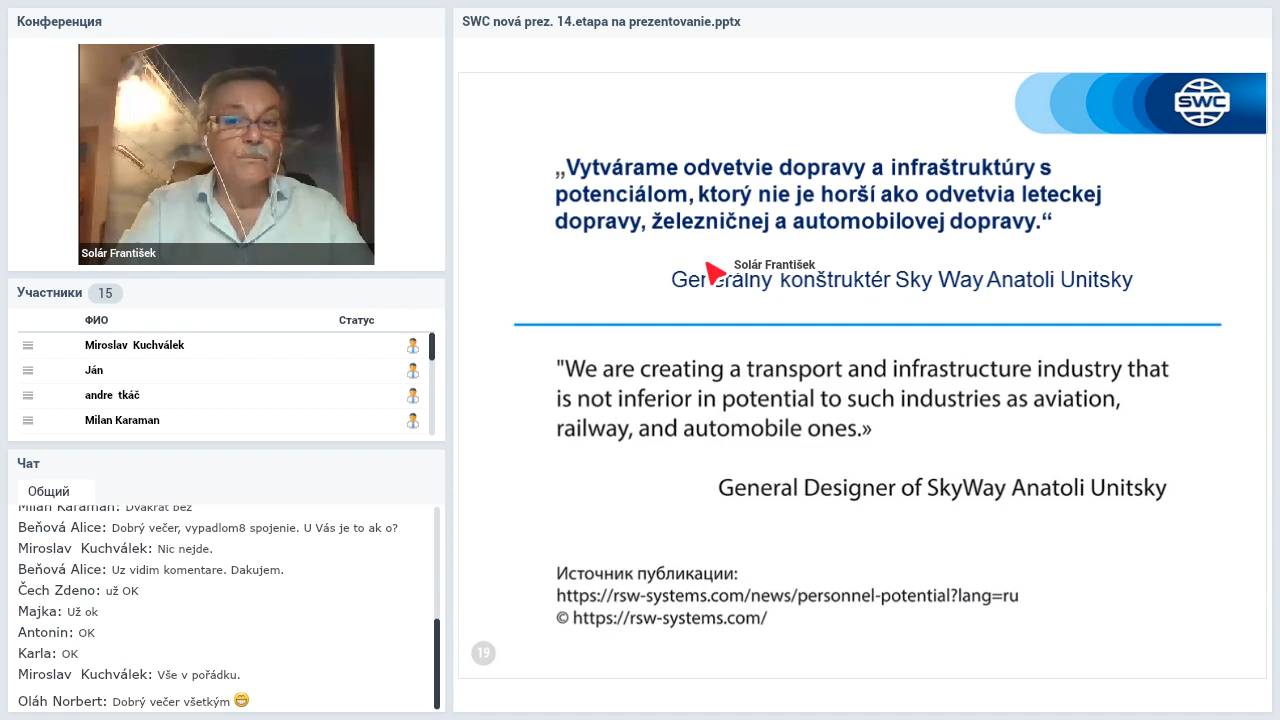 Конференция
Solár František
Участники 15
ФИО Статус
Miroslav Kuchválek
Ján
andre tkáč
Milan Karaman
Чат
Общий
Milan Karaman: Dvakrát bez
Beňová Alice: Dobrý večer, vypadlom8 spojenie. U Vás je to ak o?
Miroslav Kuchválek: Nic nejde.
Beňová Alice: Uz vidim komentare. Dakujem.
Čech Zdeno: už OK
Majka: Už ok
Antonin: OK
Karla: OK
Miroslav Kuchválek: Vše v pořádku.
Oláh Norbert: Dobrý večer všetkým 😁
SWC nová prez. 14.etapa na prezentovanie.pptx
SWC
„Vytvárame odvetvie dopravy a infraštruktúry s
potenciálom, ktorý nie je horší ako odvetvia leteckej
dopravy, železničnej a automobilovej dopravy.“
Solár František
Generálny konštruktér Sky Way Anatoli Unitsky
"We are creating a transport and infrastructure industry that
is not inferior in potential to such industries as aviation,
railway, and automobile ones.»
General Designer of SkyWay Anatoli Unitsky
Источник публикации:
https://rsw-systems.com/news/personnel-potential?lang=ru
© https://rsw-systems.com/
19